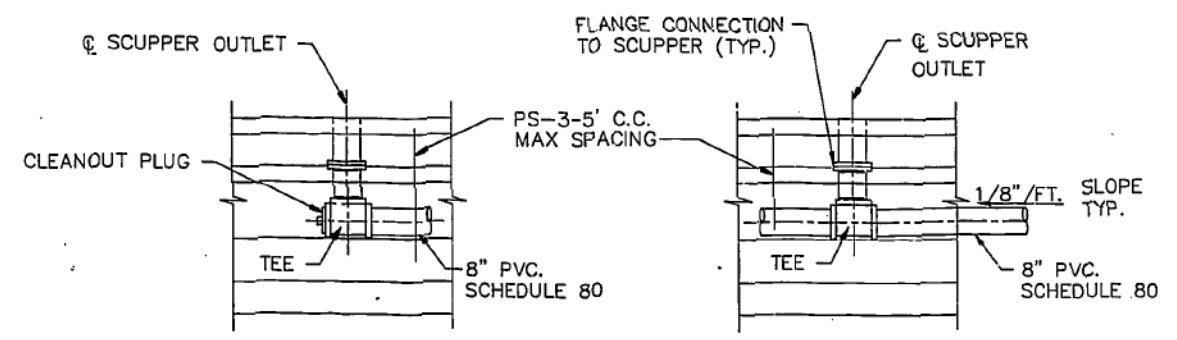 ℄ SCUPPER OUTLET
CLEANOUT PLUG
TEE
8" PVC.
SCHEDULE 80
PS-3-5' C.C.
MAX SPACING
FLANGE CONNECTION
TO SCUPPER (TYP.)
℄ SCUPPER
OUTLET
1/8"/FT. SLOPE
TYP.
TEE
8" PVC.
SCHEDULE 80